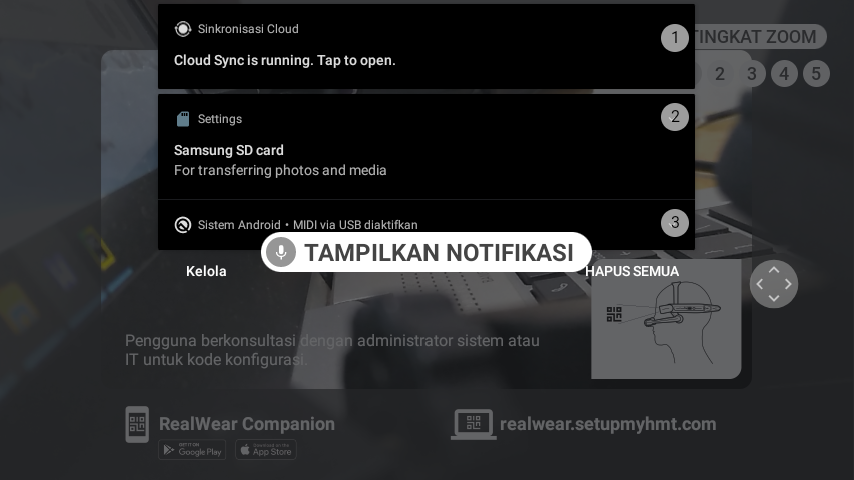 Sinkronisasi Cloud
1
Cloud Sync is running. Tap to open.
TINGKAT ZOOM
2
3
4
5
Settings
2
Samsung SD card
For transferring photos and media
Sistem Android • MIDI via USB diaktifkan
3
TAMPILKAN NOTIFIKASI
Kelola
HAPUS SEMUA
Pengguna berkonsultasi dengan administrator sistem atau
IT untuk kode konfigurasi.
RealWear Companion
realwear.setupmyhmt.com
GET IT ON
Google Play
Download on the
App Store